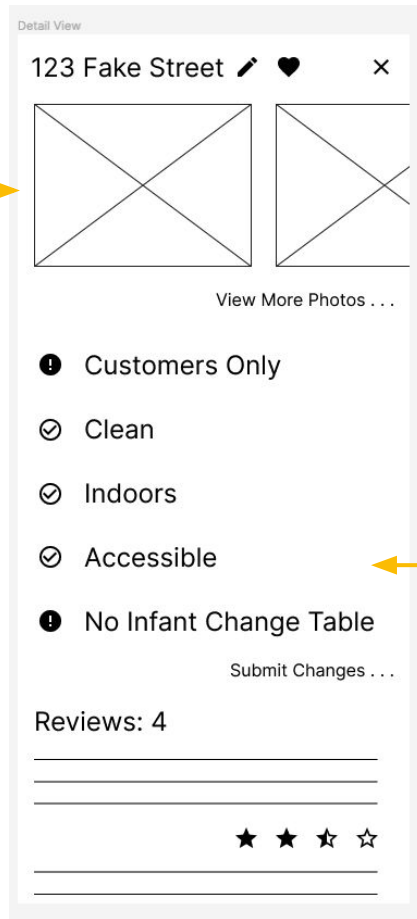 Detail View
123 Fake Street
View More Photos . . .
Customers Only
Clean
Indoors
Accessible
No Infant Change Table
Submit Changes . . .
Reviews: 4